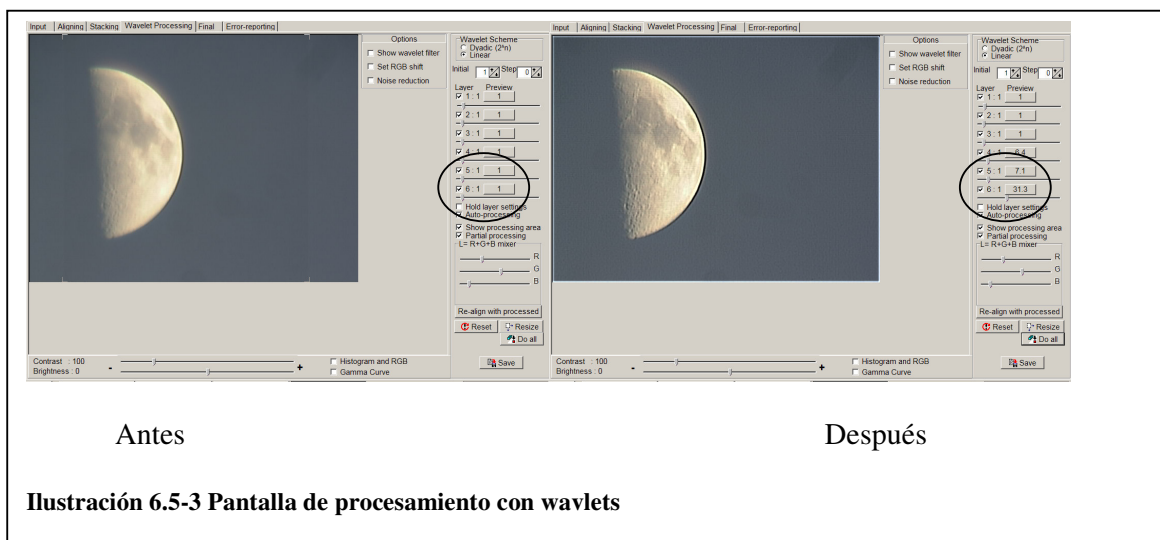 Input Aligning Stacking Wavelet Processing Final Error-reporting
Options
Show wavelet filter
Set RGB shift
Noise reduction
Wavelet Scheme
Dyadic (2^n)
Linear
Initial 1 Step 0
Layer Preview
1 : 1 1
2 : 1 1
3 : 1 1
4 : 1 1
5 : 1 1
6 : 1 1
Hold layer settings
Auto-processing
Show processing area
Partial processing
L= R+G+B mixer
R
G
B
Re-align with processed
Reset Resize
Do all
Contrast : 100
Brightness : 0
- +
Histogram and RGB
Gamma Curve
Save
Input Aligning Stacking Wavelet Processing Final Error-reporting
Options
Show wavelet filter
Set RGB shift
Noise reduction
Wavelet Scheme
Dyadic (2^n)
Linear
Initial 1 Step 0
Layer Preview
1 : 1 1
2 : 1 1
3 : 1 1
4 : 1 6.4
5 : 1 7.1
6 : 1 31.3
Hold layer settings
Auto-processing
Show processing area
Partial processing
L= R+G+B mixer
R
G
B
Re-align with processed
Reset Resize
Do all
Contrast : 100
Brightness : 0
- +
Histogram and RGB
Gamma Curve
Save
Antes Después
Ilustración 6.5-3 Pantalla de procesamiento con wavlets